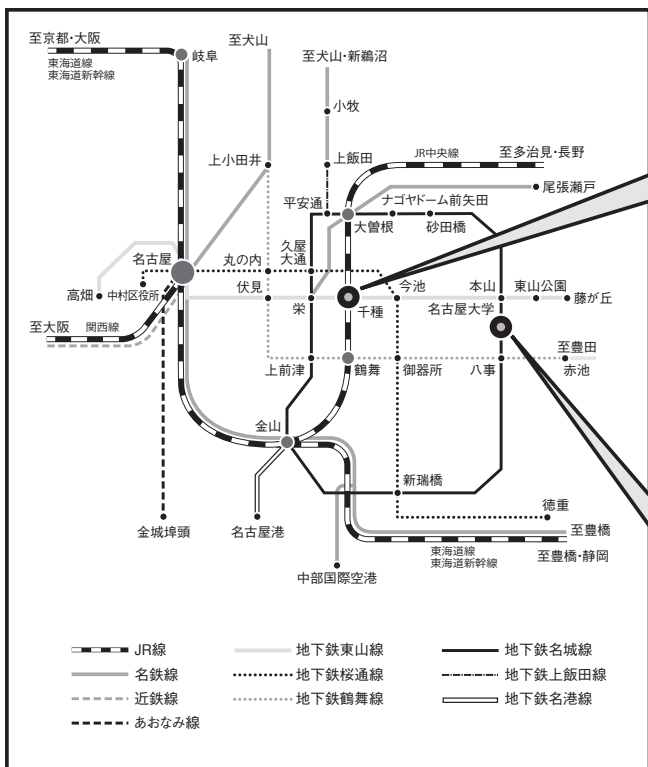 至京都・大阪
東海道線
東海道新幹線
岐阜
至犬山
至犬山・新鵜沼
小牧
上小田井
上飯田
JR中央線
至多治見・長野
尾張瀬戸
平安通
大曽根
ナゴヤドーム前矢田
砂田橋
名古屋
丸の内
久屋
大通
高畑
中村区役所
伏見
栄
千種
今池
本山
東山公園
藤が丘
名古屋大学
至大阪
関西線
上前津
鶴舞
御器所
八事
至豊田
赤池
金山
新瑞橋
徳重
金城埠頭
名古屋港
中部国際空港
至豊橋
東海道線
東海道新幹線
至豊橋・静岡
JR線
名鉄線
近鉄線
あおなみ線
地下鉄東山線
地下鉄桜通線
地下鉄鶴舞線
地下鉄名城線
地下鉄上飯田線
地下鉄名港線